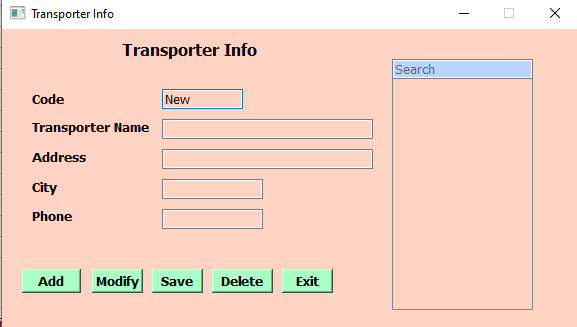 Transporter Info
Transporter Info
Search
Code New
Transporter Name
Address
City
Phone
Add Modify Save Delete Exit